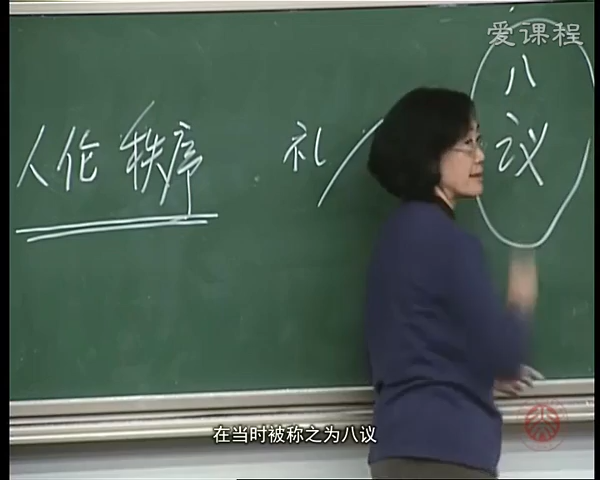 爱课程
人伦 秩序 礼 八议
在当时被称之为八议